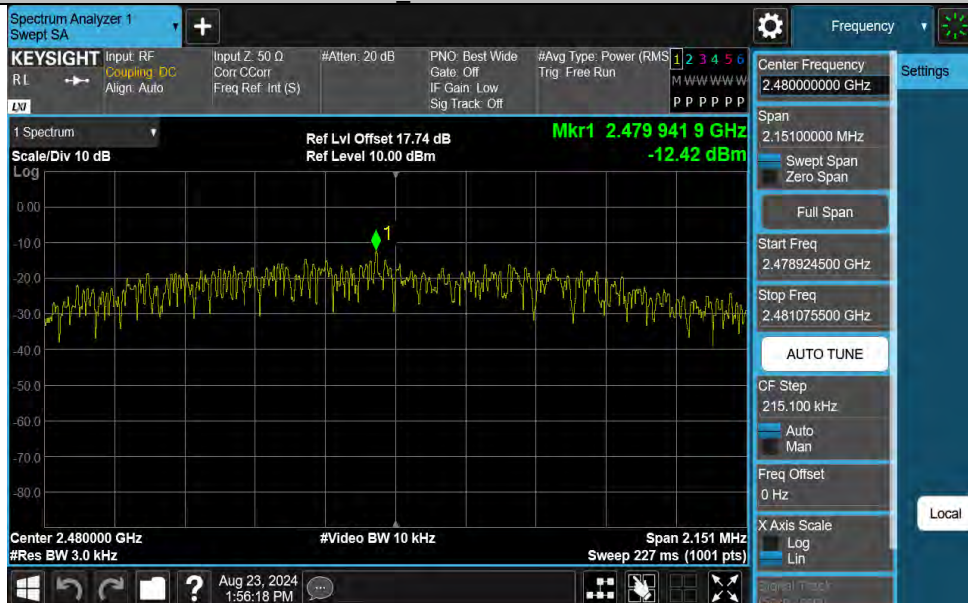 Spectrum Analyzer 1
Swept SA
+
Frequency
KEYSIGHT
RL
LXI
Input: RF
Coupling: DC
Align: Auto
Input Z: 50 Ω
Corr CCorr
Freq Ref: Int (S)
#Atten: 20 dB
PNO: Best Wide
Gate: Off
IF Gain: Low
Sig Track: Off
#Avg Type: Power (RMS
Trig: Free Run
1 2 3 4 5 6
M W W W W W
P P P P P P
1 Spectrum
Scale/Div 10 dB
Ref Lvl Offset 17.74 dB
Ref Level 10.00 dBm
Mkr1 2.479 941 9 GHz
-12.42 dBm
Log
0.00
-10.0
-20.0
-30.0
-40.0
-50.0
-60.0
-70.0
-80.0
1
Center 2.480000 GHz
#Res BW 3.0 kHz
#Video BW 10 kHz
Span 2.151 MHz
Sweep 227 ms (1001 pts)
Center Frequency
2.480000000 GHz
Span
2.15100000 MHz
Swept Span
Zero Span
Full Span
Start Freq
2.478924500 GHz
Stop Freq
2.481075500 GHz
AUTO TUNE
CF Step
215.100 kHz
Auto
Man
Freq Offset
0 Hz
X Axis Scale
Log
Lin
Signal Track
Settings
Local
?
Aug 23, 2024
1:56:18 PM